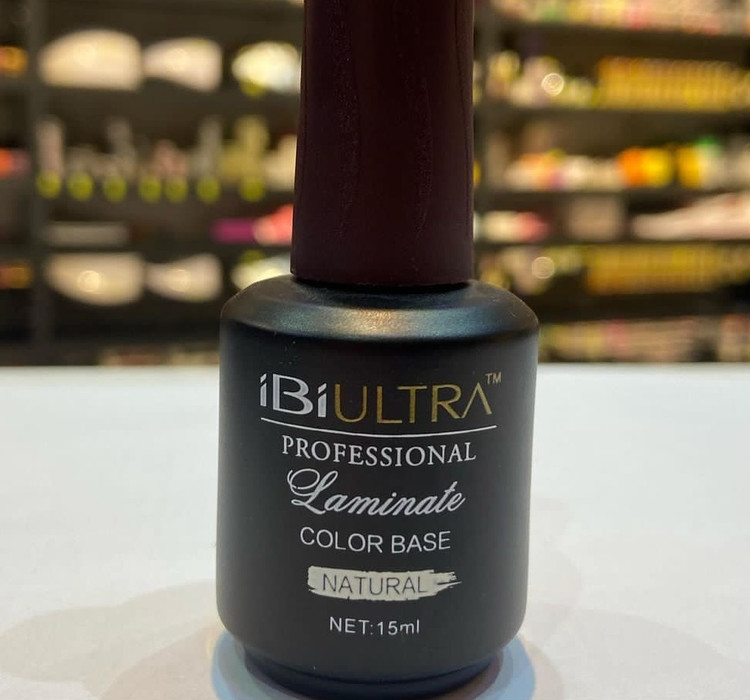 iBiULTRA™
PROFESSIONAL
Laminate
COLOR BASE
NATURAL
NET:15ml